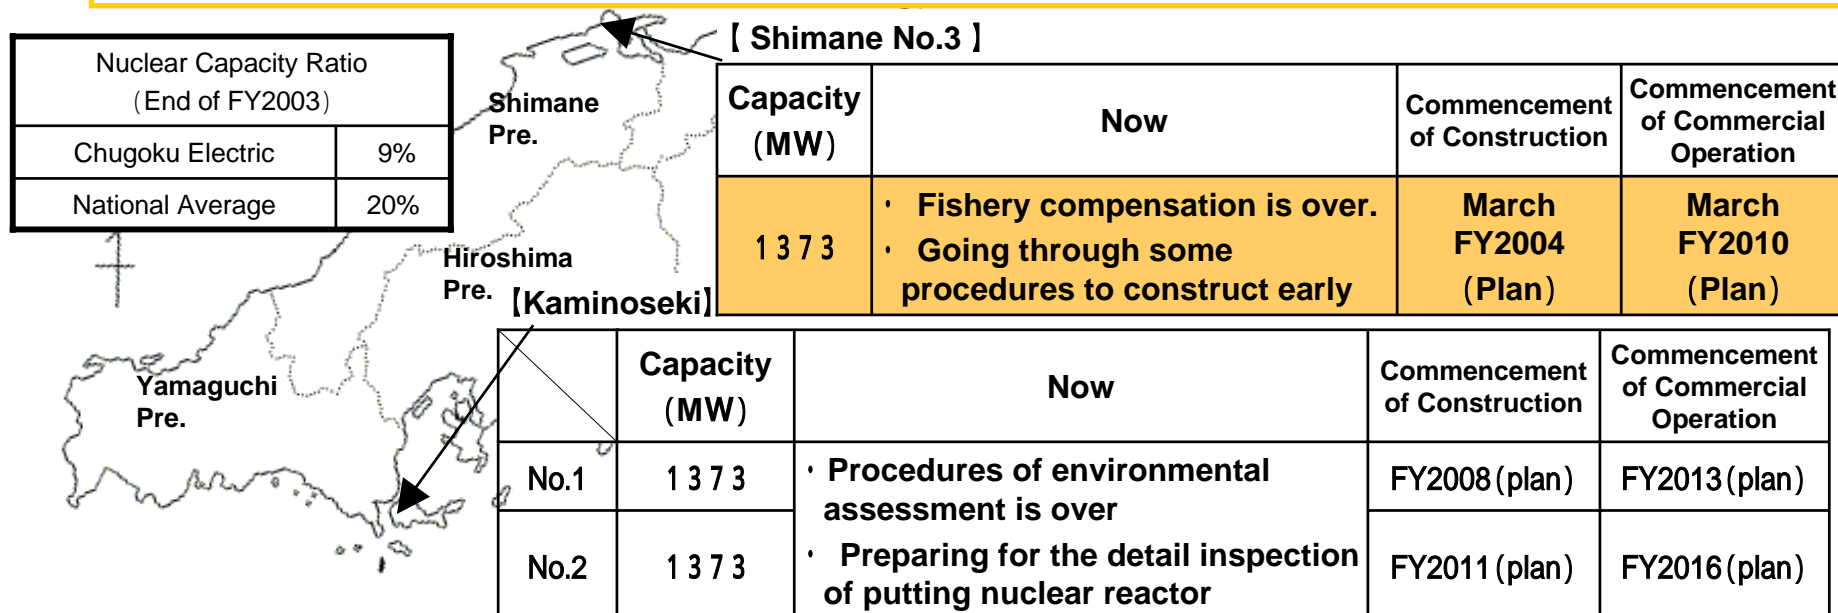 Nuclear Capacity Ratio
(End of FY2003)
Chugoku Electric 9%
National Average 20%
Shimane
Pre.
Hiroshima
Pre.
Yamaguchi
Pre.
【 Shimane No.3 】
Capacity
(MW)
Now
Commencement
of Construction
Commencement
of Commercial
Operation
1373
・ Fishery compensation is over.
・ Going through some
procedures to construct early
March
FY2004
(Plan)
March
FY2010
(Plan)
【Kaminoseki】
Capacity
(MW)
Now
Commencement
of Construction
Commencement
of Commercial
Operation
No.1 1373
・ Procedures of environmental
assessment is over
FY2008(plan) FY2013(plan)
No.2 1373
・ Preparing for the detail inspection
of putting nuclear reactor
FY2011(plan) FY2016(plan)